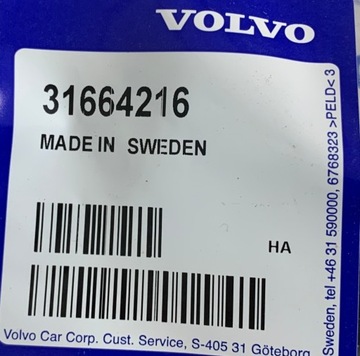 VOLVO
31664216
MADE IN SWEDEN
HA
Volvo Car Corp. Cust. Service, S-405 31 Göteborg
Sweden, tel +46 31 590000, 6768323 >PELD< 3